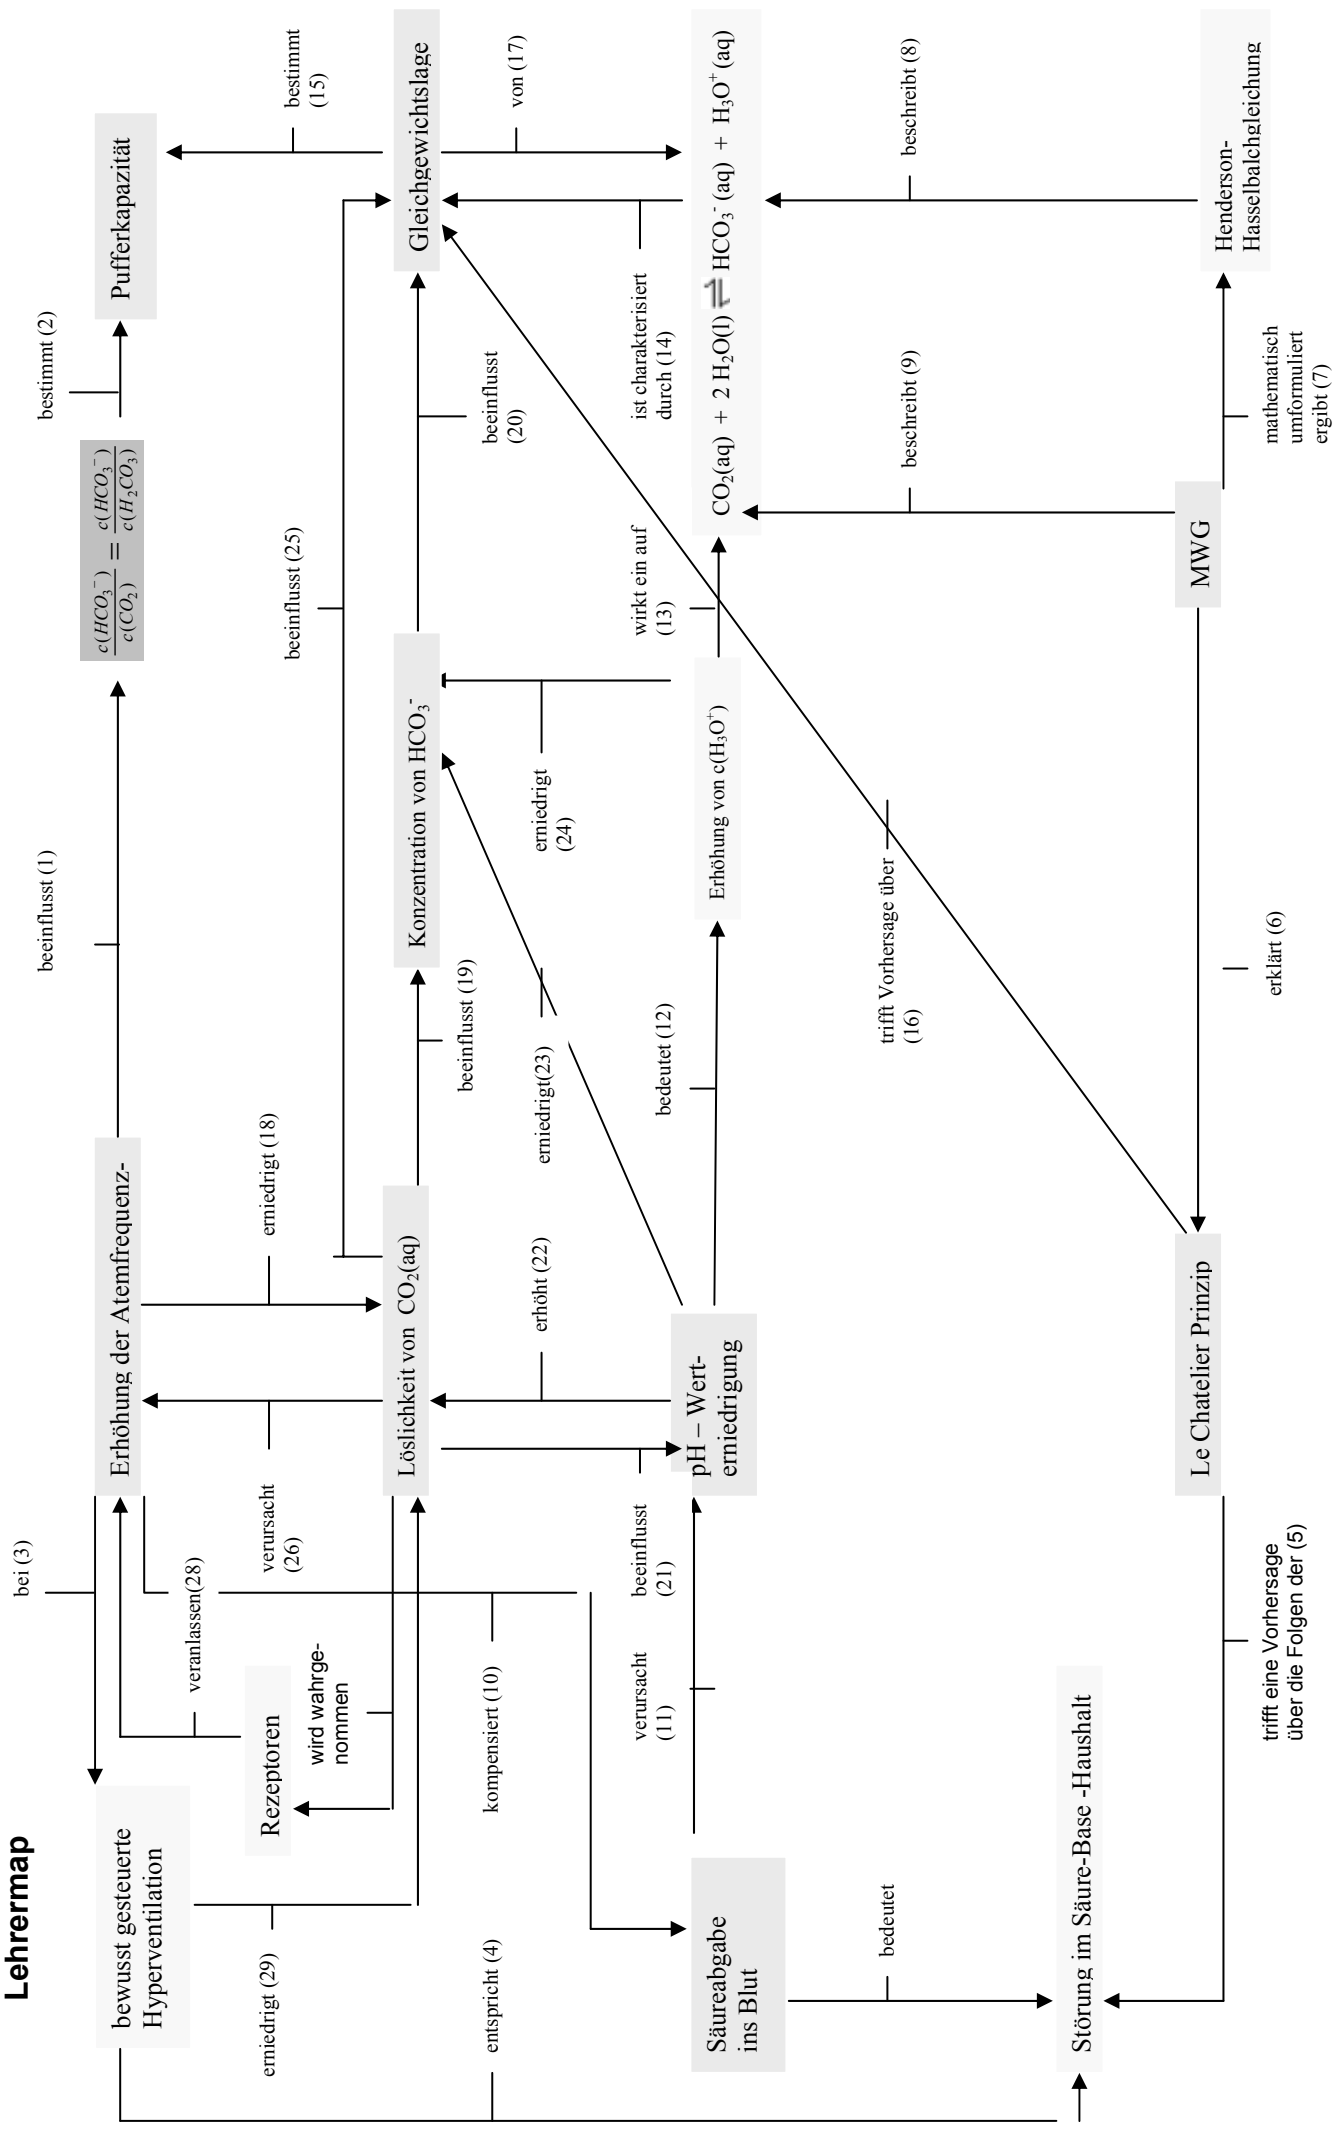 Lehrermap
bei (3)
beeinflusst (1)
bestimmt (2)
bewusst gesteuerte
Hyperventilation
Erhöhung der Atemfrequenz-
c(HCO₃⁻)/c(CO₂) = c(HCO₃⁻)/c(H₂CO₃)
Pufferkapazität
veranlassen(28)
Rezeptoren
wird wahrge-
nommen
erniedrigt (29)
verursacht
(26)
erniedrigt (18)
beeinflusst (25)
bestimmt
(15)
Löslichkeit von CO₂(aq)
Konzentration von HCO₃⁻
Gleichgewichtslage
beeinflusst (19)
beeinflusst
(20)
entspricht (4)
kompensiert (10)
erhöht (22)
erniedrigt(23)
erniedrigt
(24)
von (17)
verursacht
(11)
beeinflusst
(21)
bedeutet (12)
wirkt ein auf
(13)
ist charakterisiert
durch (14)
Säureabgabe
ins Blut
pH – Wert-
erniedrigung
Erhöhung von c(H₃O⁺)
CO₂(aq) + 2 H₂O(l) ⇌ HCO₃⁻(aq) + H₃O⁺(aq)
bedeutet
trifft Vorhersage über
(16)
beschreibt (9)
beschreibt (8)
Störung im Säure-Base -Haushalt
Le Chatelier Prinzip
MWG
Henderson-
Hasselbalchgleichung
trifft eine Vorhersage
über die Folgen der (5)
erklärt (6)
mathematisch
umformuliert
ergibt (7)